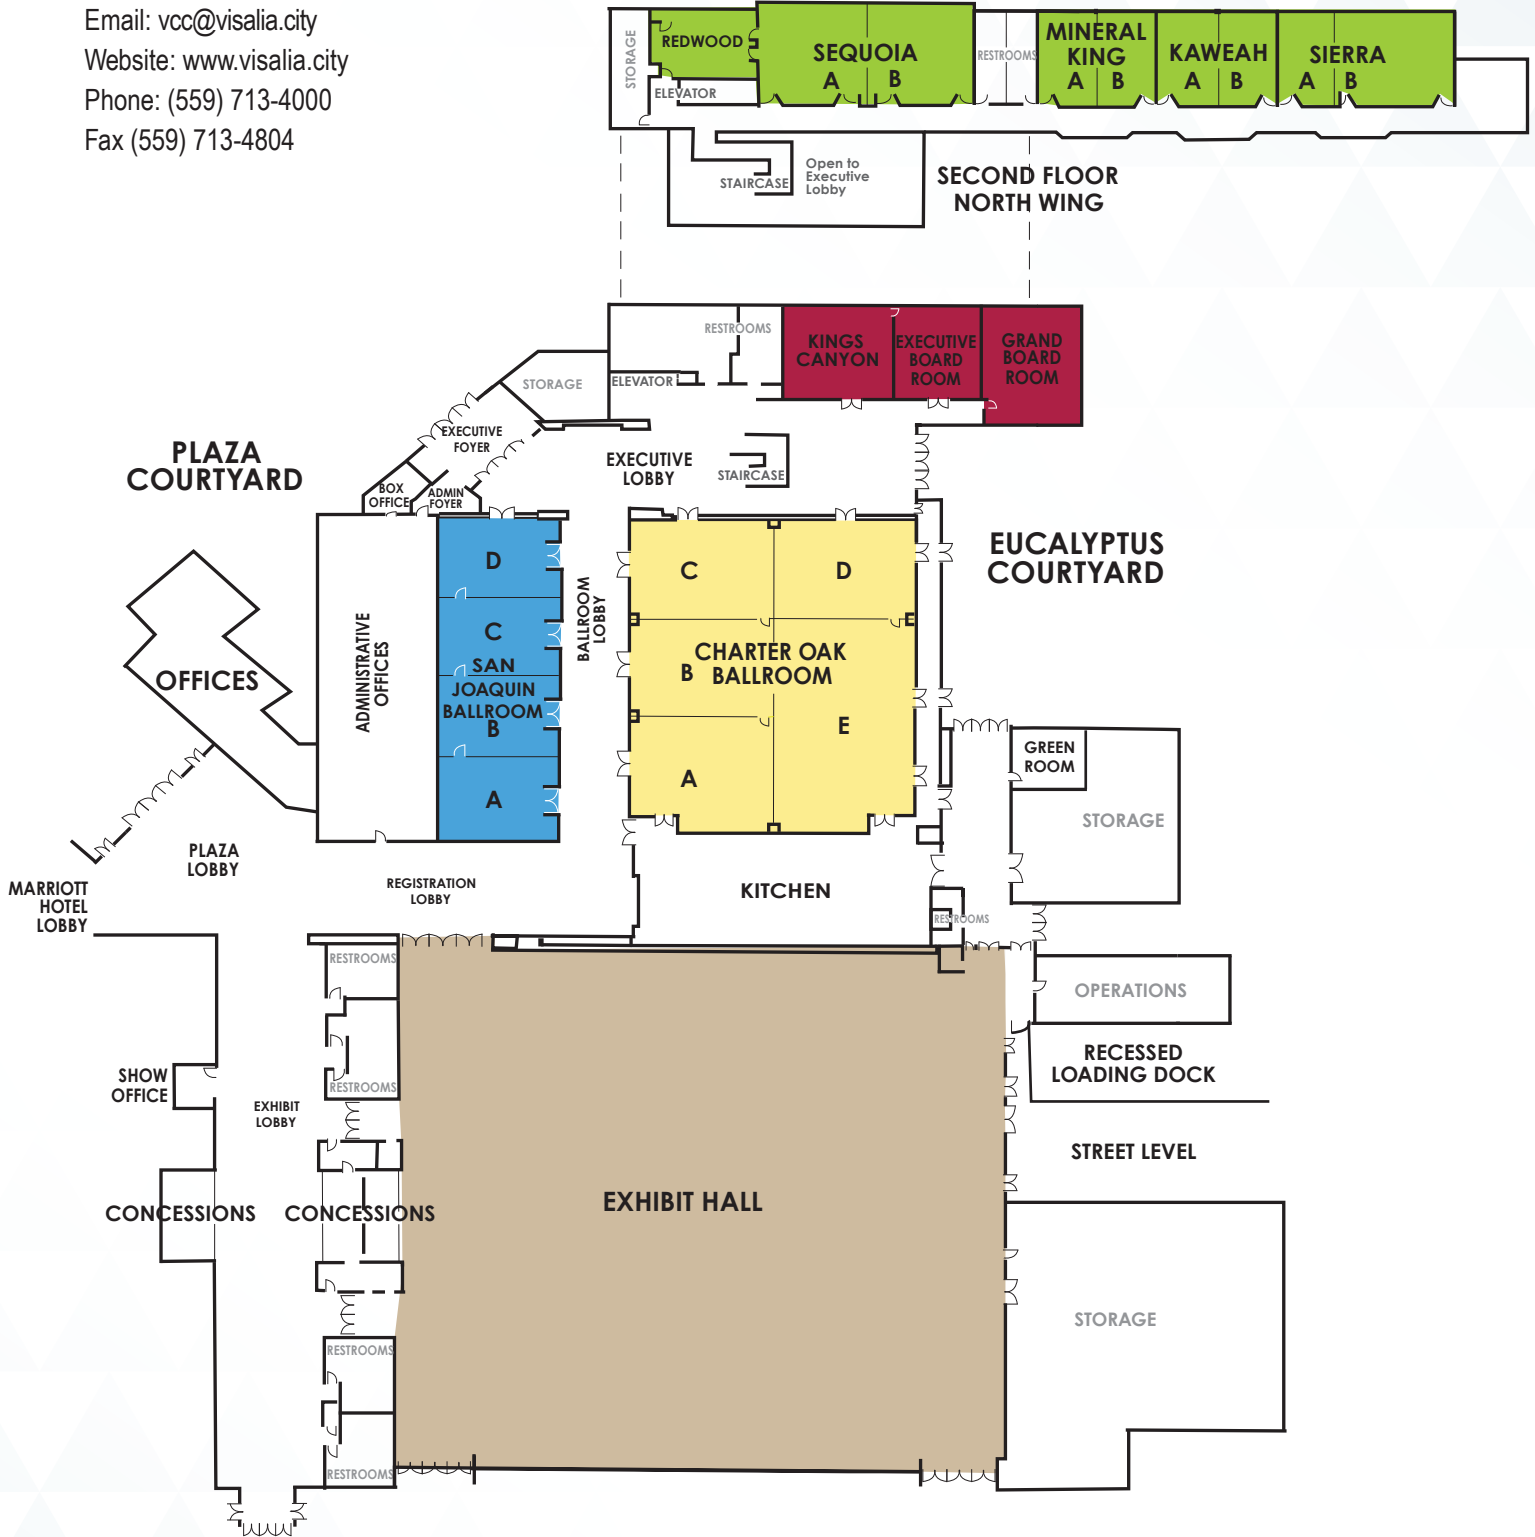 Email: vcc@visalia.city
Website: www.visalia.city
Phone: (559) 713-4000
Fax (559) 713-4804
STORAGE
REDWOOD
ELEVATOR
SEQUOIA
A B
RESTROOMS
MINERAL
KING
A B
KAWEAH
A B
SIERRA
A B
STAIRCASE
Open to
Executive
Lobby
SECOND FLOOR
NORTH WING
RESTROOMS
KINGS
CANYON
EXECUTIVE
BOARD
ROOM
GRAND
BOARD
ROOM
STORAGE
ELEVATOR
EXECUTIVE
FOYER
PLAZA
COURTYARD
EXECUTIVE
LOBBY
STAIRCASE
BOX
OFFICE
ADMIN
FOYER
EUCALYPTUS
COURTYARD
D
C
SAN
JOAQUIN
BALLROOM
B
A
BALLROOM
LOBBY
C
D
CHARTER OAK
BALLROOM
B
E
A
ADMINISTRATIVE
OFFICES
OFFICES
GREEN
ROOM
STORAGE
PLAZA
LOBBY
MARRIOTT
HOTEL
LOBBY
REGISTRATION
LOBBY
KITCHEN
RESTROOMS
RESTROOMS
OPERATIONS
RECESSED
LOADING DOCK
SHOW
OFFICE
RESTROOMS
EXHIBIT
LOBBY
STREET LEVEL
CONCESSIONS
CONCESSIONS
EXHIBIT HALL
STORAGE
RESTROOMS
RESTROOMS